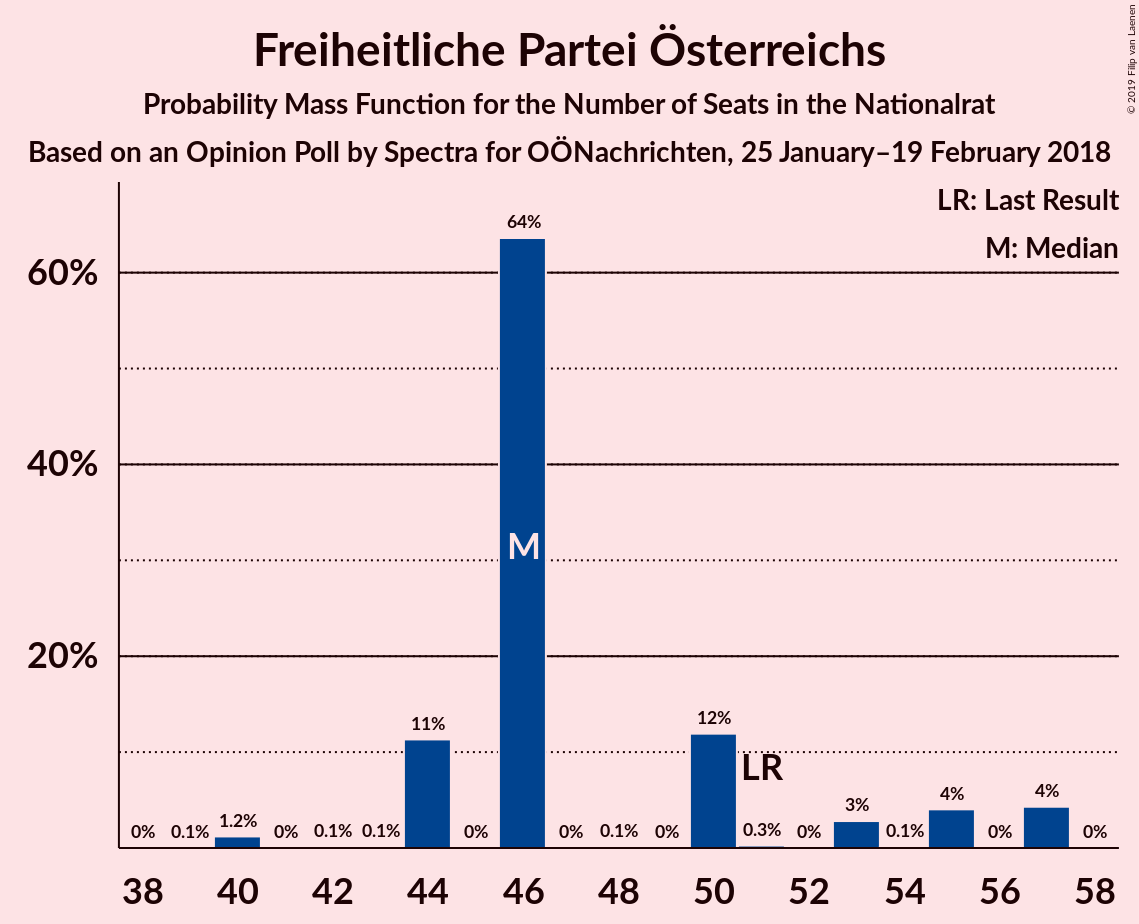 Freiheitliche Partei Österreichs
Probability Mass Function for the Number of Seats in the Nationalrat
Based on an Opinion Poll by Spectra for OÖNachrichten, 25 January–19 February 2018
© 2019 Filip van Laenen
LR: Last Result
M: Median
60%
40%
20%
0% 0.1% 1.2% 0% 0.1% 0.1% 11% 0% 64% 0% 0.1% 0% 12% 0.3% 0% 3% 0.1% 4% 0% 4% 0%
M
LR
38 40 42 44 46 48 50 52 54 56 58